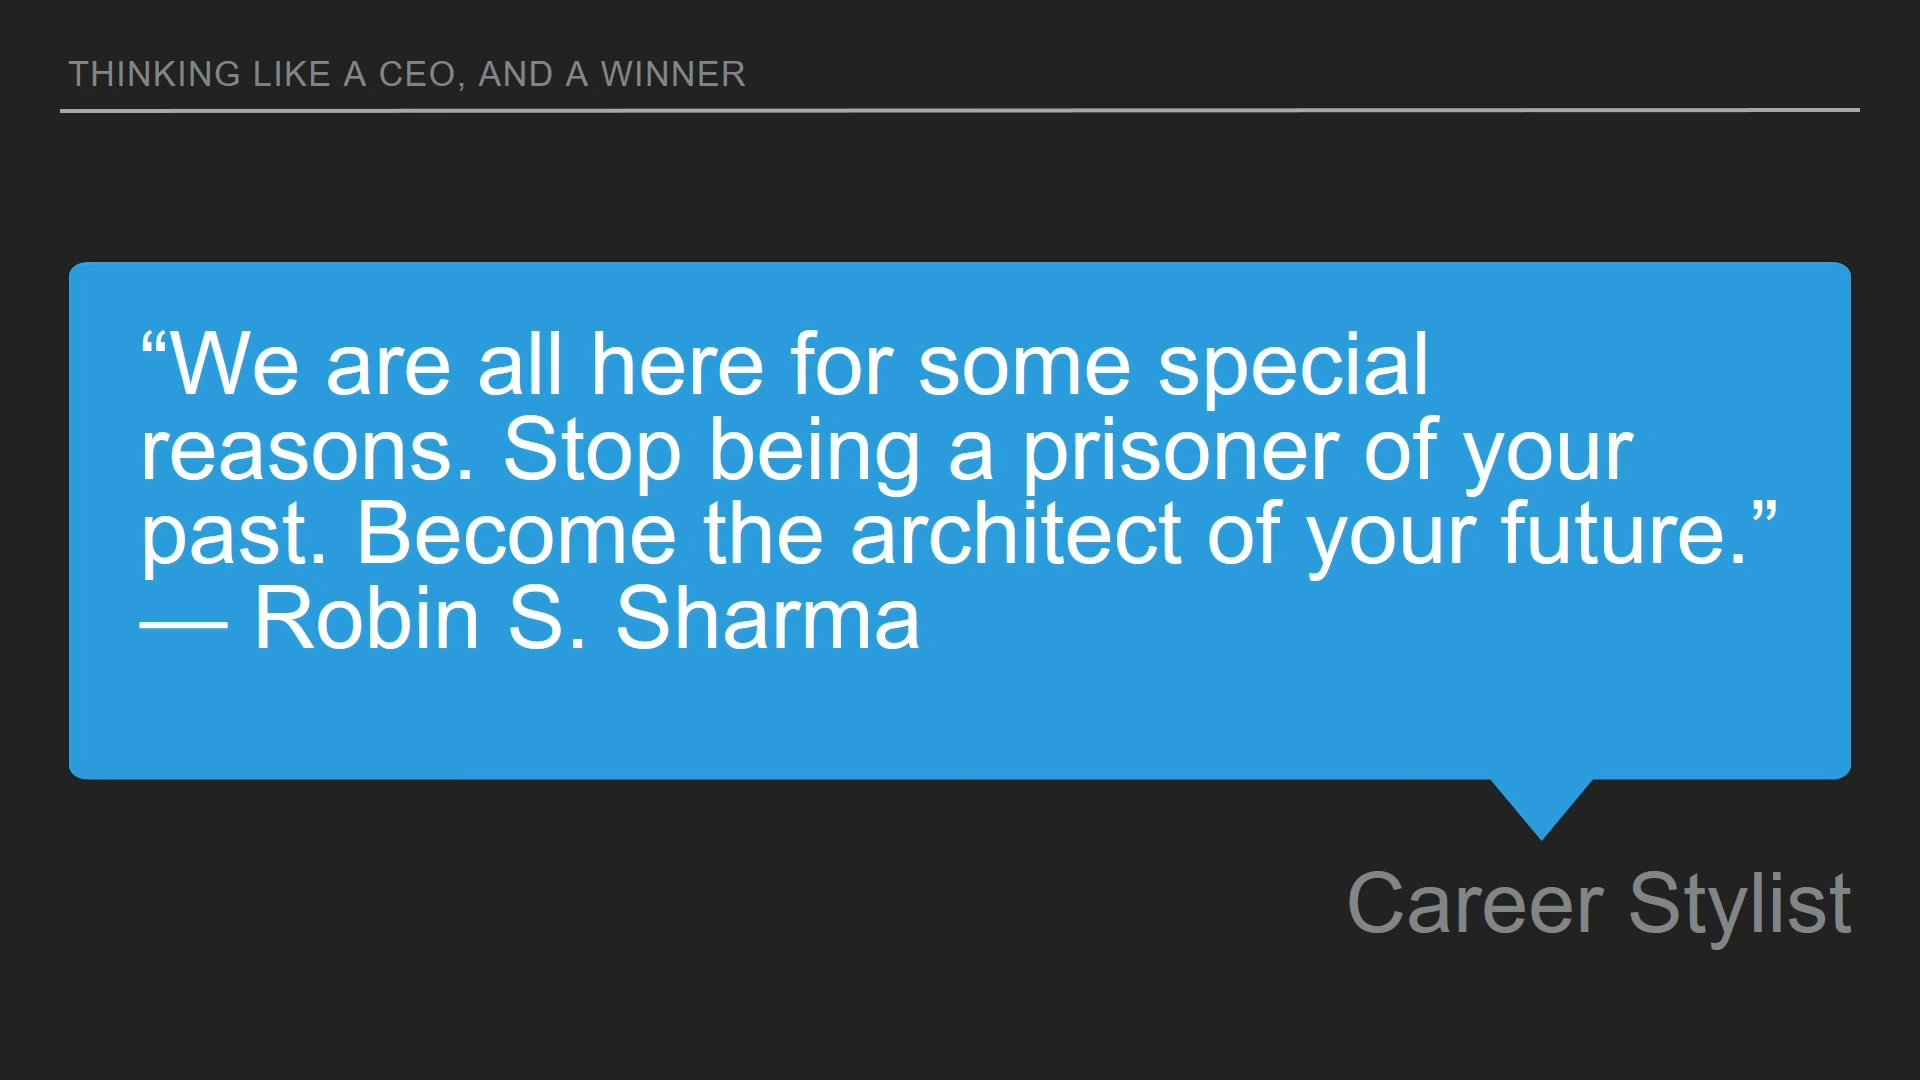 THINKING LIKE A CEO, AND A WINNER
“We are all here for some special
reasons. Stop being a prisoner of your
past. Become the architect of your future.”
— Robin S. Sharma
Career Stylist